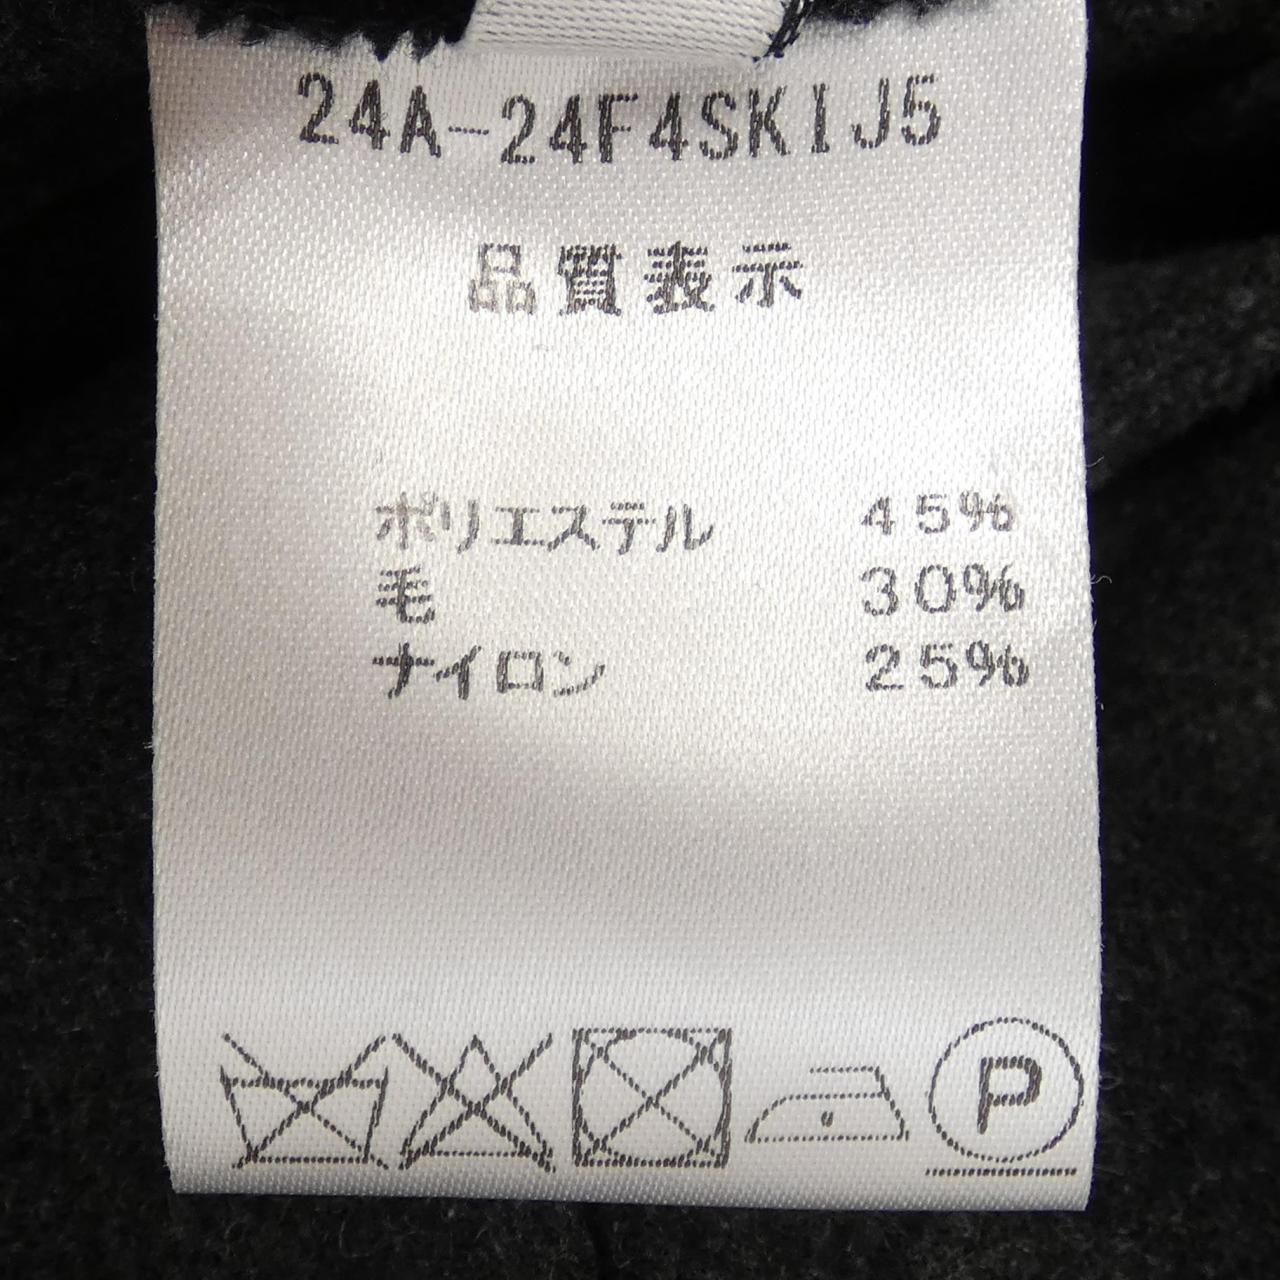 24A-24F4SKIJ5
品質表示
ポリエステル 45%
毛 30%
ナイロン 25%
P